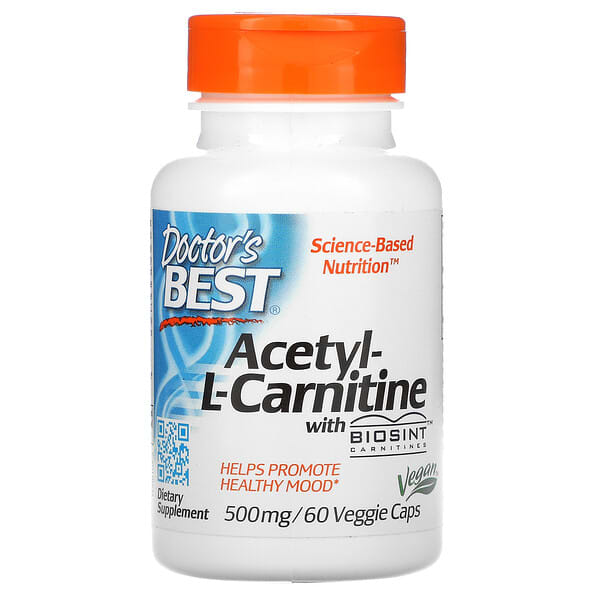 Doctor's
BEST®
Science-Based
Nutrition™
Acetyl-
L-Carnitine
with BIOSINT™
CARNITINES
HELPS PROMOTE
HEALTHY MOOD*
Vegan
Dietary
Supplement
500mg/60 Veggie Caps